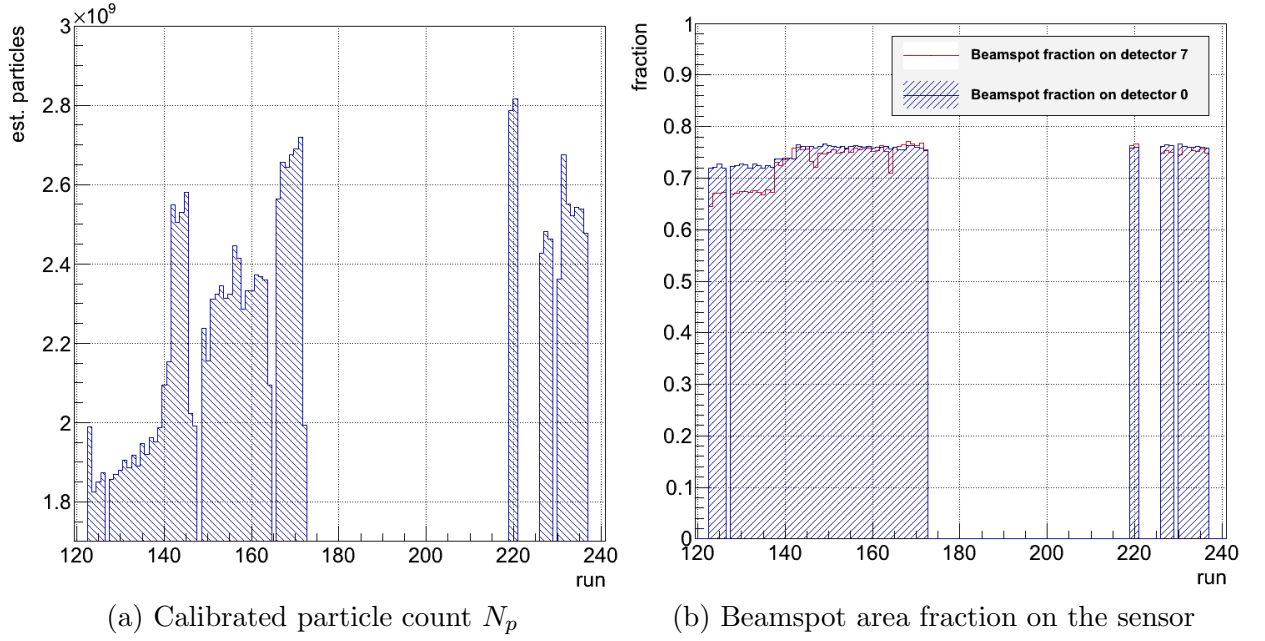 3×10⁹
est. particles
2.8
2.6
2.4
2.2
2
1.8
120 140 160 180 200 220 240
run
(a) Calibrated particle count Nₚ
fraction
1
0.9
0.8
0.7
0.6
0.5
0.4
0.3
0.2
0.1
0
Beamspot fraction on detector 7
Beamspot fraction on detector 0
120 140 160 180 200 220 240
run
(b) Beamspot area fraction on the sensor